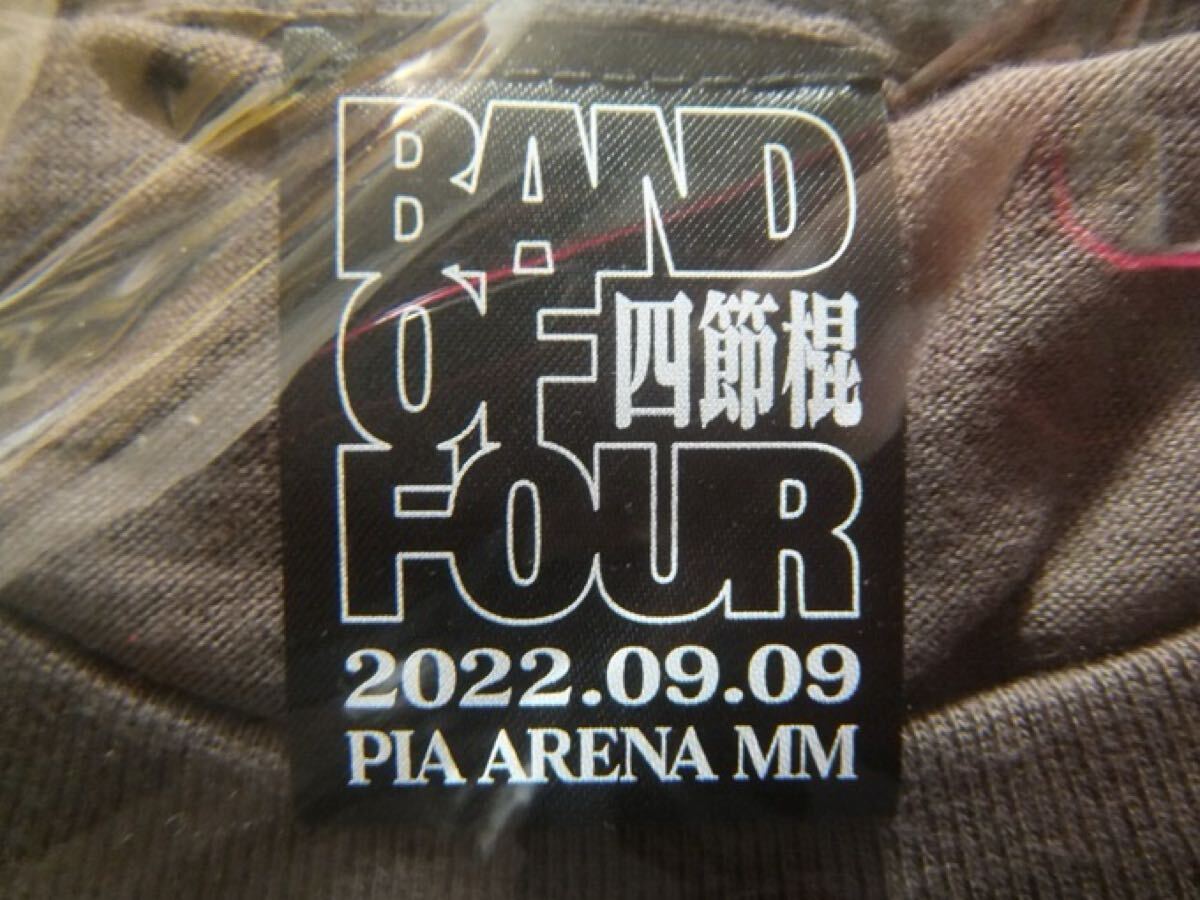 BAND
OF
四節棍
FOUR
2022.09.09
PIA ARENA MM